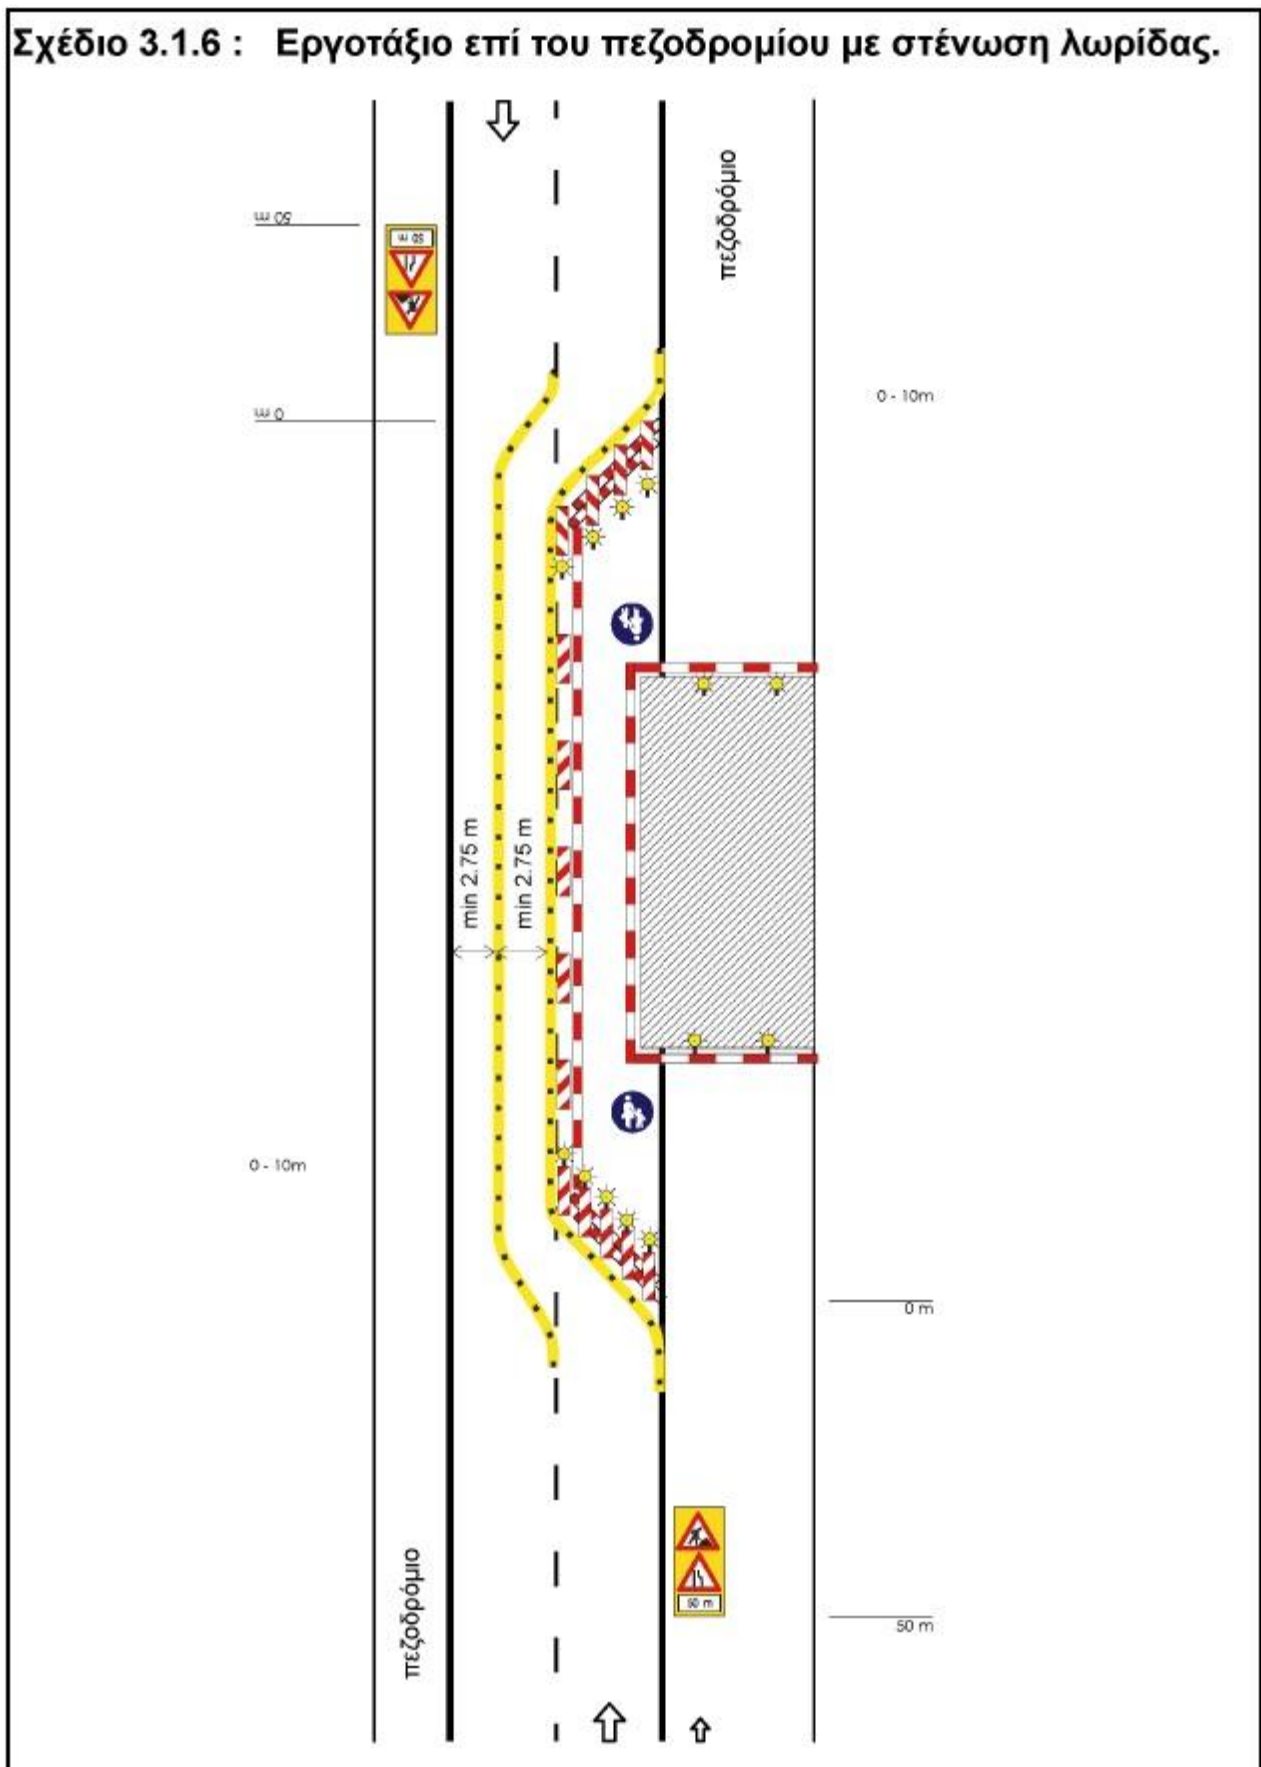 Σχέδιο 3.1.6 : Εργοτάξιο επί του πεζοδρομίου με στένωση λωρίδας.
πεζοδρόμιο
50 m
50 m
0 m
0 - 10m
min 2.75 m
min 2.75 m
0 - 10m
0 m
πεζοδρόμιο
50 m
50 m